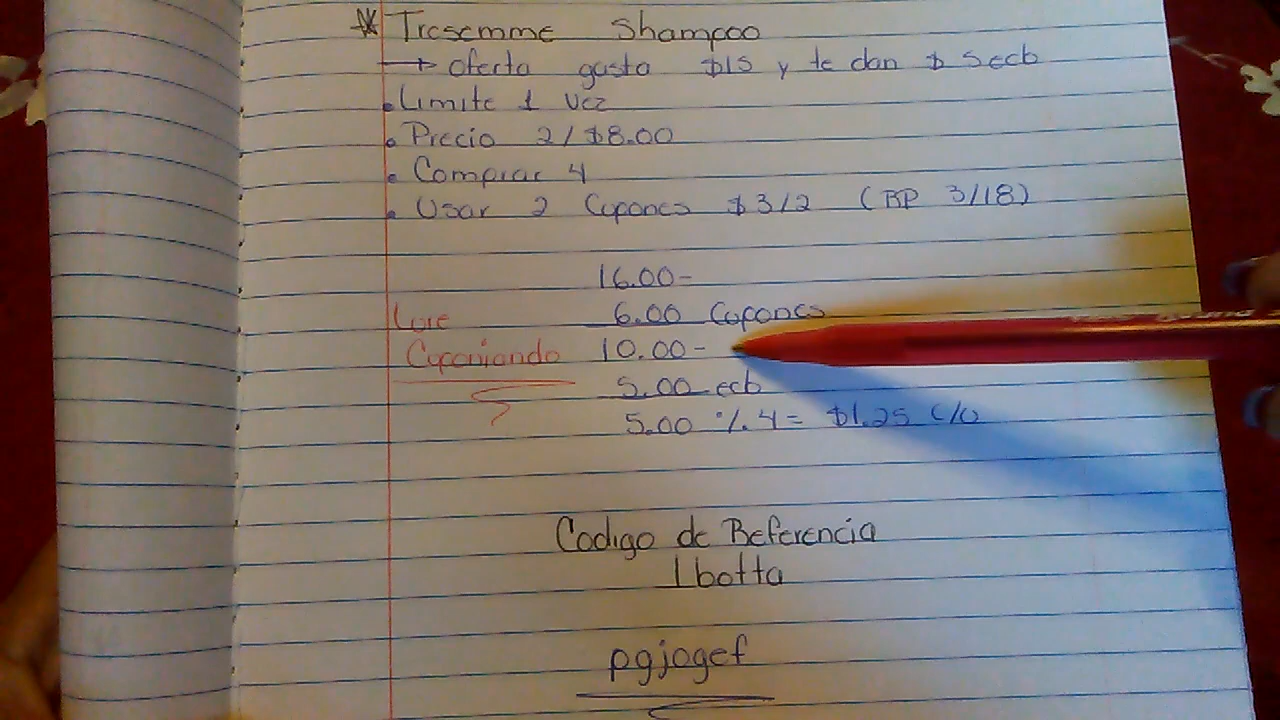 * Tresemme Shampoo
→ oferta gasta $15 y te dan $ 5 ecb
• Limite 1 vez
• Precio 2/$8.00
• Comprar 4
• Usar 2 Cupones $3/2 (RP 3/18)
16.00-
6.00 Cupones
Lore
Cuponiando 10.00-
5.00 ecb
5.00 % 4 = $1.25 c/u
Codigo de Referencia
Ibotta
pgjogef